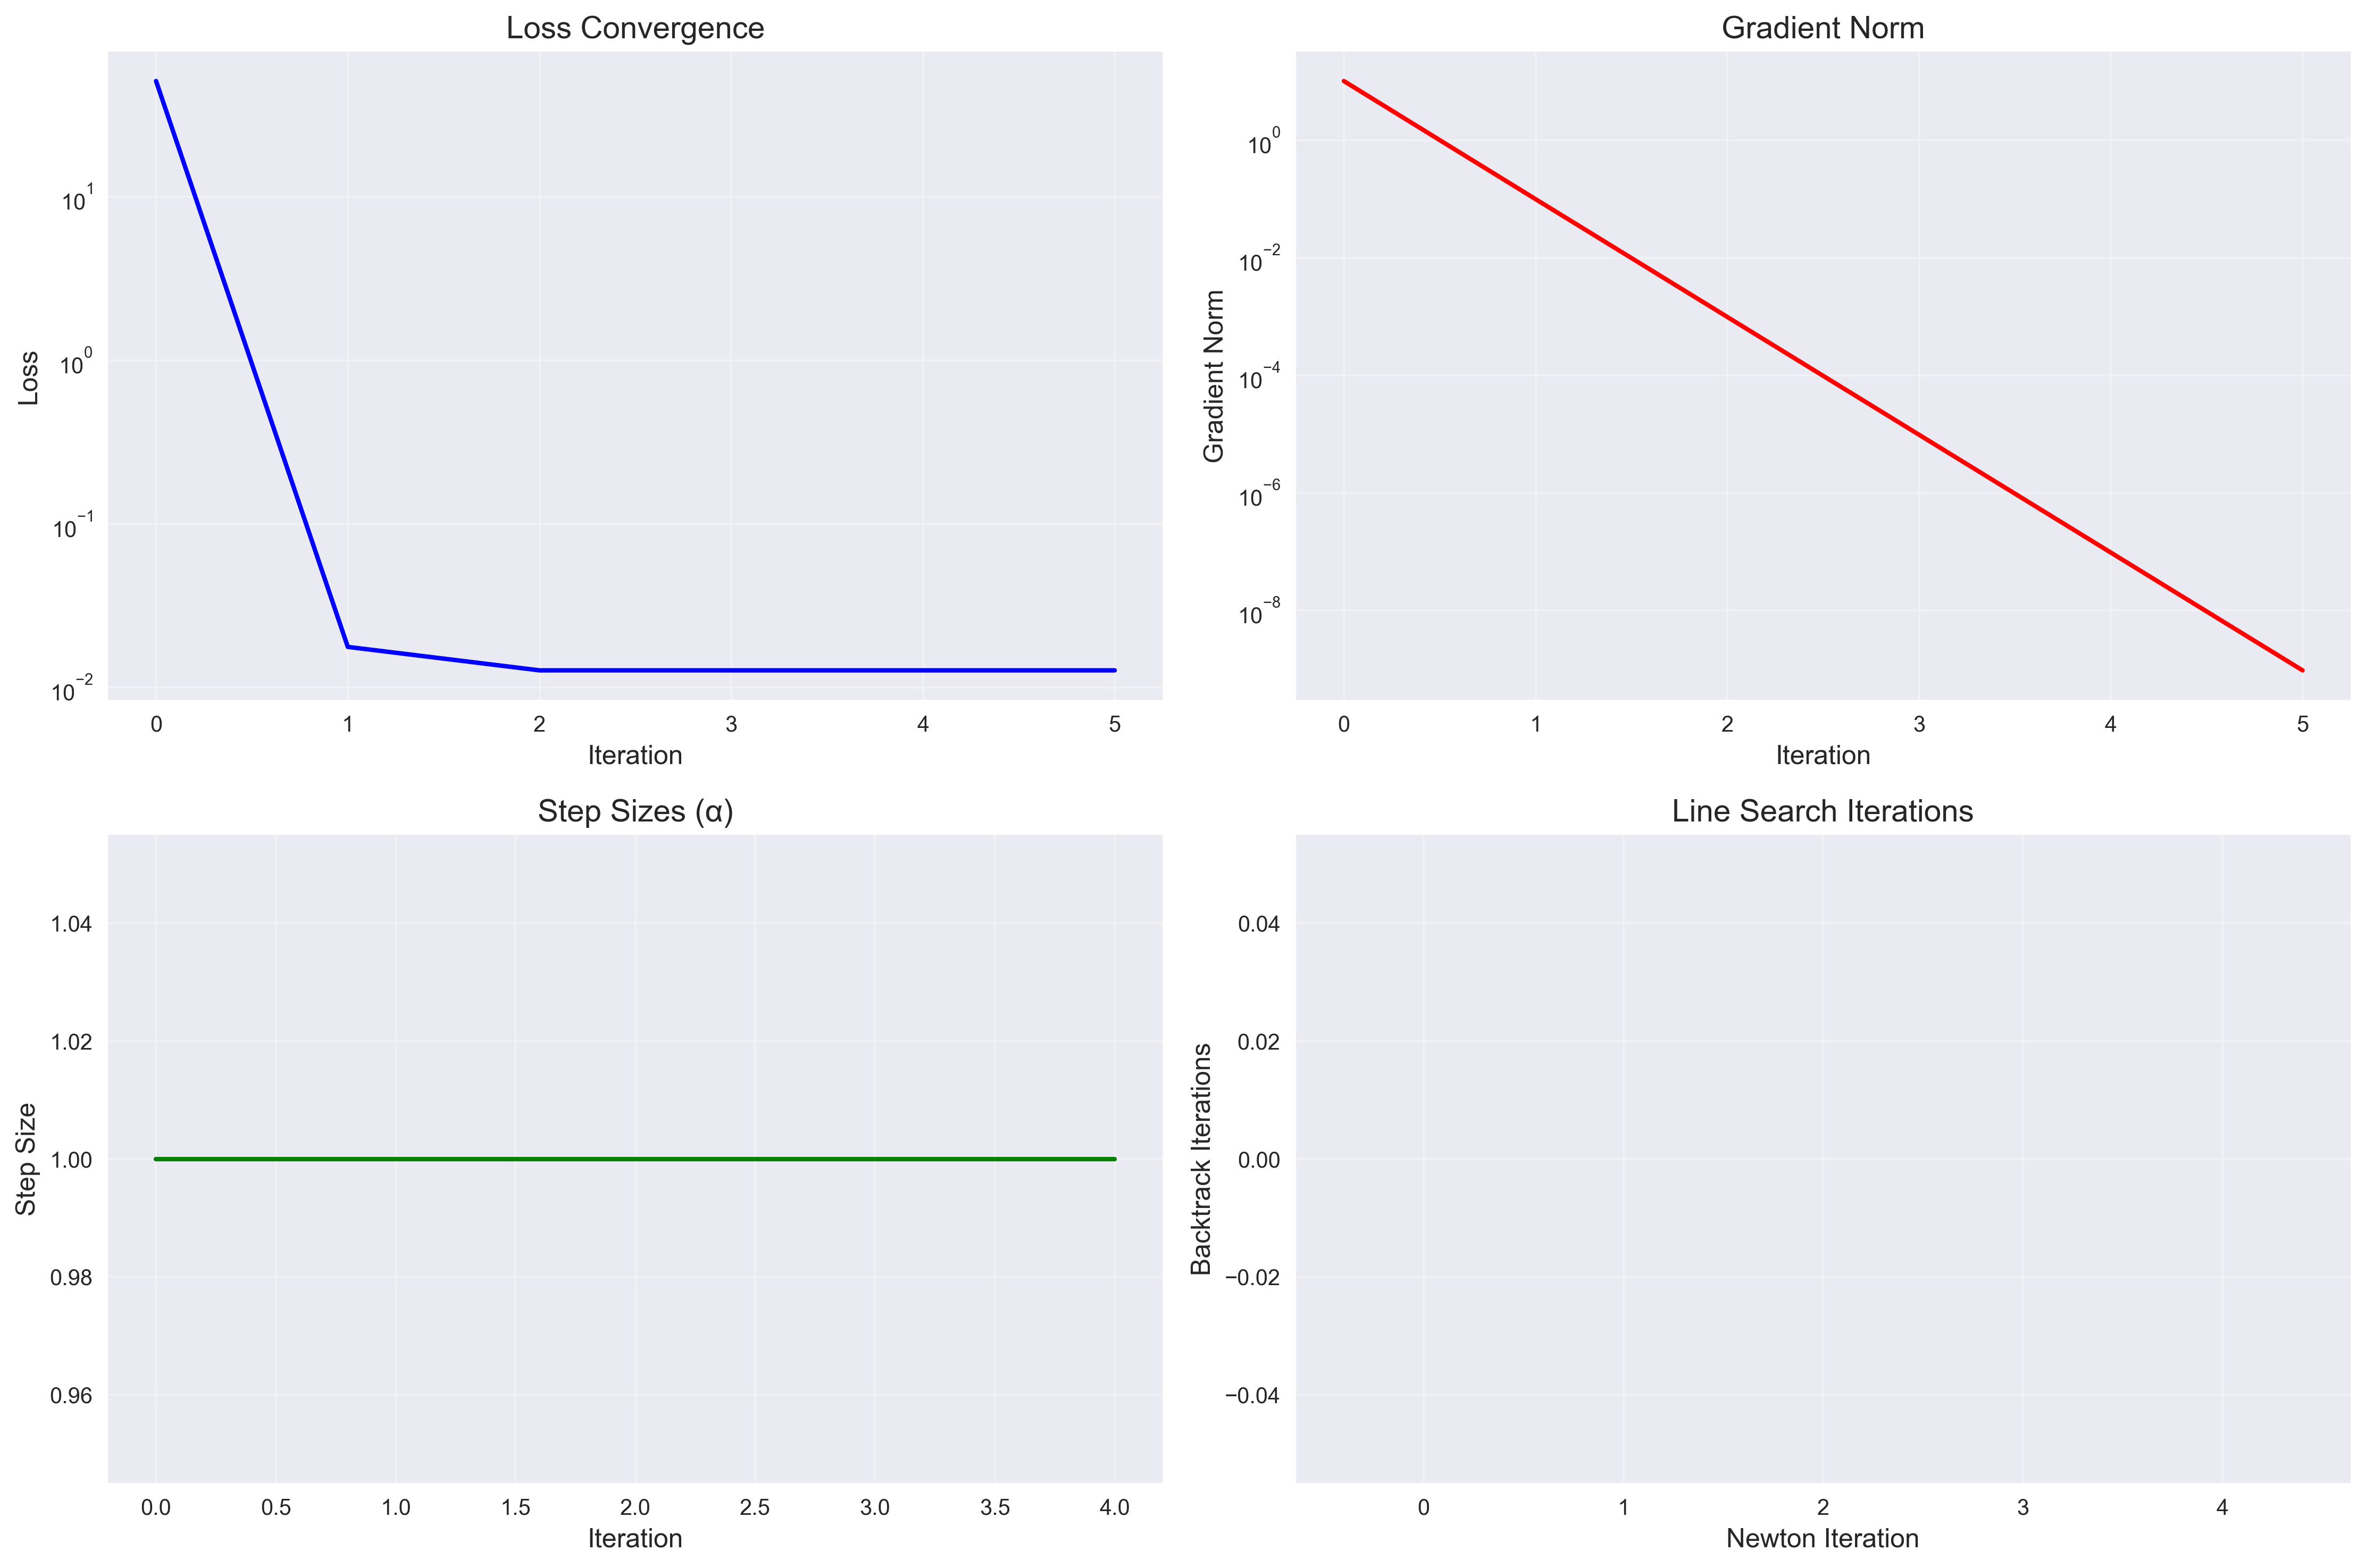 Loss Convergence
Loss
10^1
10^0
10^−1
10^−2
0 1 2 3 4 5
Iteration
Gradient Norm
Gradient Norm
10^0
10^−2
10^−4
10^−6
10^−8
0 1 2 3 4 5
Iteration
Step Sizes (α)
Step Size
1.04
1.02
1.00
0.98
0.96
0.0 0.5 1.0 1.5 2.0 2.5 3.0 3.5 4.0
Iteration
Line Search Iterations
Backtrack Iterations
0.04
0.02
0.00
−0.02
−0.04
0 1 2 3 4
Newton Iteration